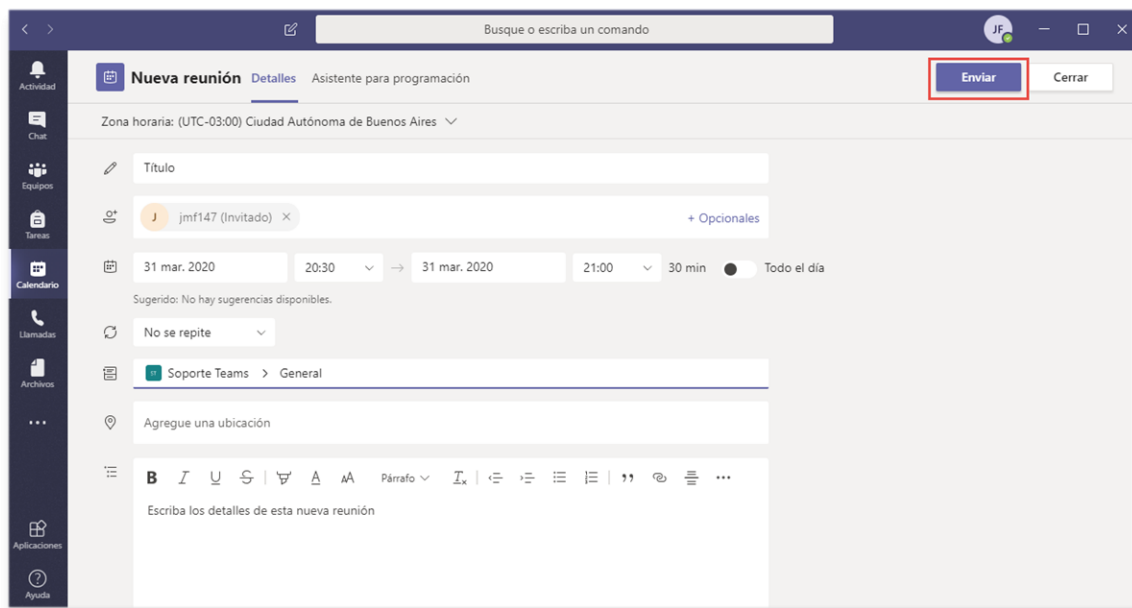 Busque o escriba un comando
JF
Actividad
Chat
Equipos
Tareas
Calendario
Llamadas
Archivos
Aplicaciones
Ayuda
Nueva reunión Detalles Asistente para programación Enviar Cerrar
Zona horaria: (UTC-03:00) Ciudad Autónoma de Buenos Aires
Título
J jmf147 (Invitado) × + Opcionales
31 mar. 2020 20:30 → 31 mar. 2020 21:00 30 min Todo el día
Sugerido: No hay sugerencias disponibles.
No se repite
ST Soporte Teams > General
Agregue una ubicación
B I U S A AA Párrafo Tx
Escriba los detalles de esta nueva reunión